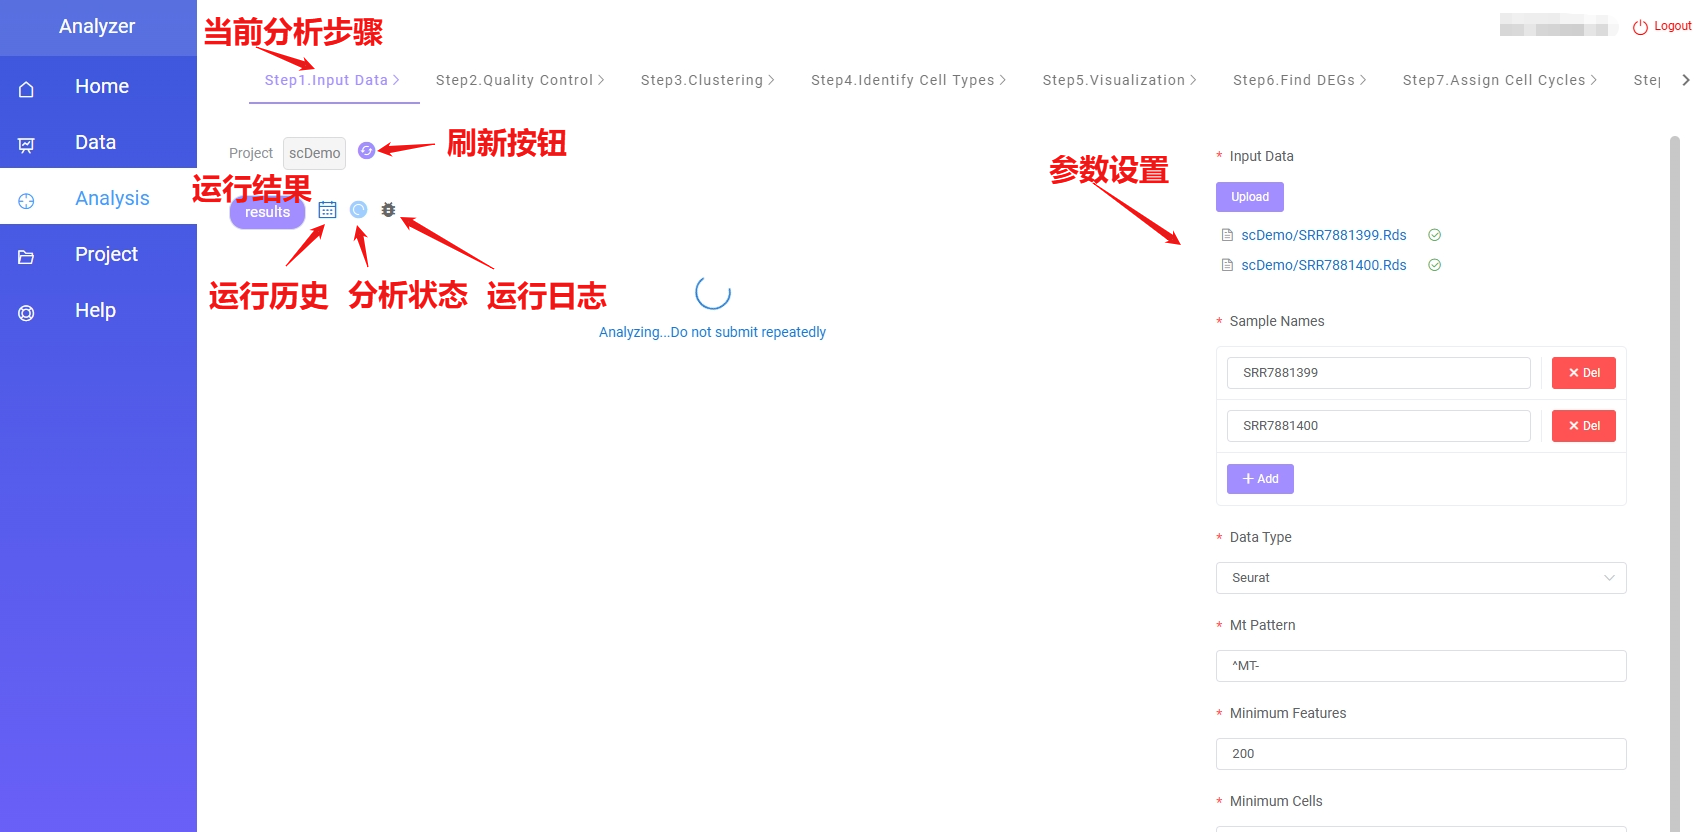 Analyzer
Home
Data
Analysis
Project
Help
当前分析步骤
Logout
Step1.Input Data
Step2.Quality Control
Step3.Clustering
Step4.Identify Cell Types
Step5.Visualization
Step6.Find DEGs
Step7.Assign Cell Cycles
Step
Project
scDemo
刷新按钮
运行结果
results
运行历史
分析状态
运行日志
Analyzing...Do not submit repeatedly
参数设置
* Input Data
Upload
scDemo/SRR7881399.Rds
scDemo/SRR7881400.Rds
* Sample Names
SRR7881399
× Del
SRR7881400
× Del
+ Add
* Data Type
Seurat
* Mt Pattern
^MT-
* Minimum Features
200
* Minimum Cells